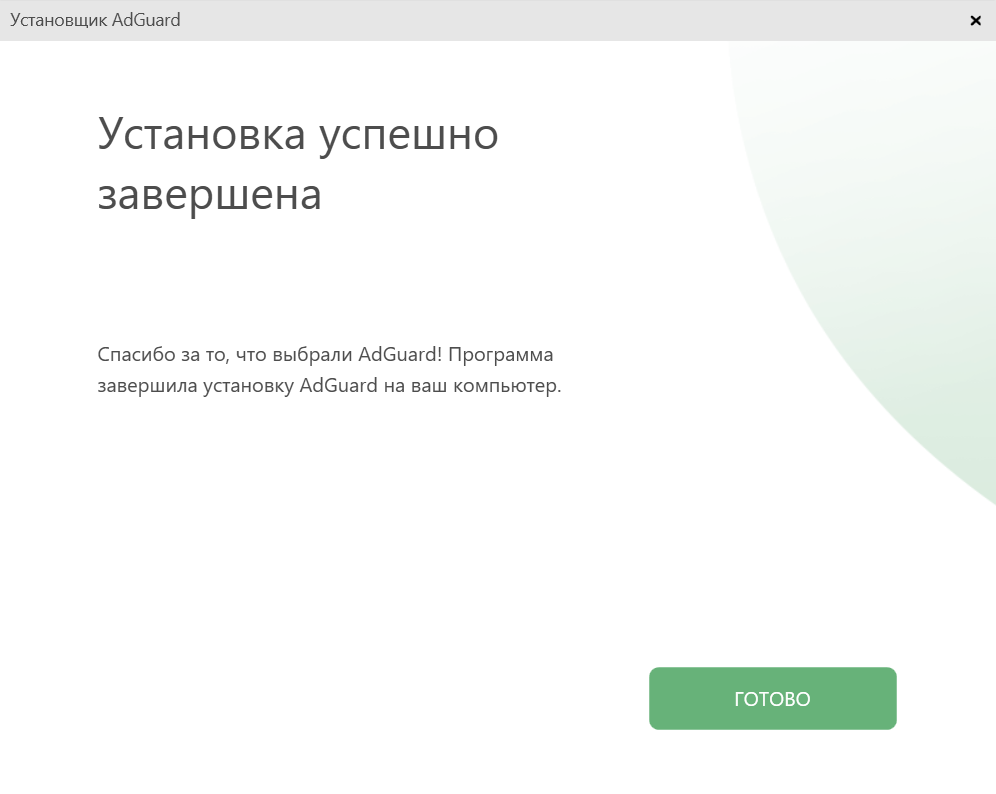 Установщик AdGuard
Установка успешно
завершена
Спасибо за то, что выбрали AdGuard! Программа
завершила установку AdGuard на ваш компьютер.
ГОТОВО